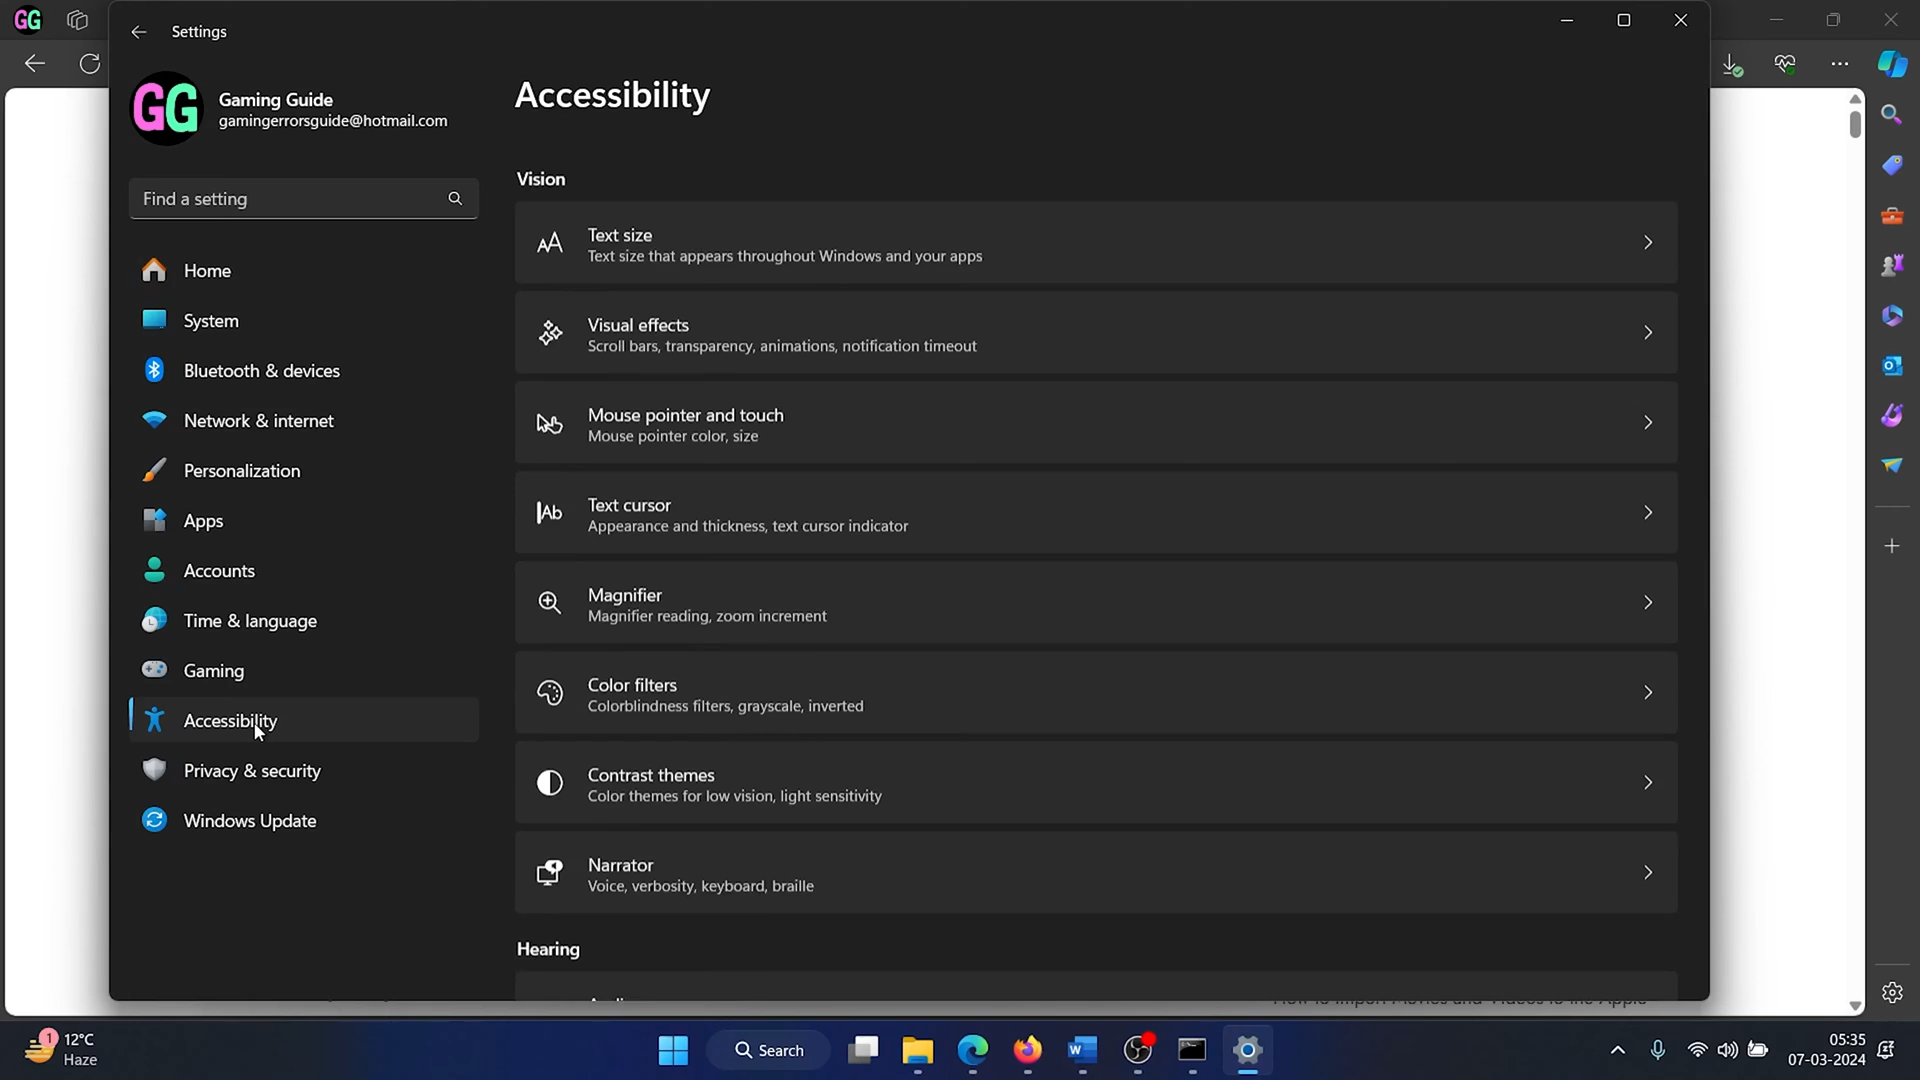 GG
Settings
GG
Gaming Guide
gamingerrorsguide@hotmail.com
Find a setting
Home
System
Bluetooth & devices
Network & internet
Personalization
Apps
Accounts
Time & language
Gaming
Accessibility
Privacy & security
Windows Update
Accessibility
Vision
Text size
Text size that appears throughout Windows and your apps
Visual effects
Scroll bars, transparency, animations, notification timeout
Mouse pointer and touch
Mouse pointer color, size
Text cursor
Appearance and thickness, text cursor indicator
Magnifier
Magnifier reading, zoom increment
Color filters
Colorblindness filters, grayscale, inverted
Contrast themes
Color themes for low vision, light sensitivity
Narrator
Voice, verbosity, keyboard, braille
Hearing
1
12°C
Haze
Search
05:35
07-03-2024